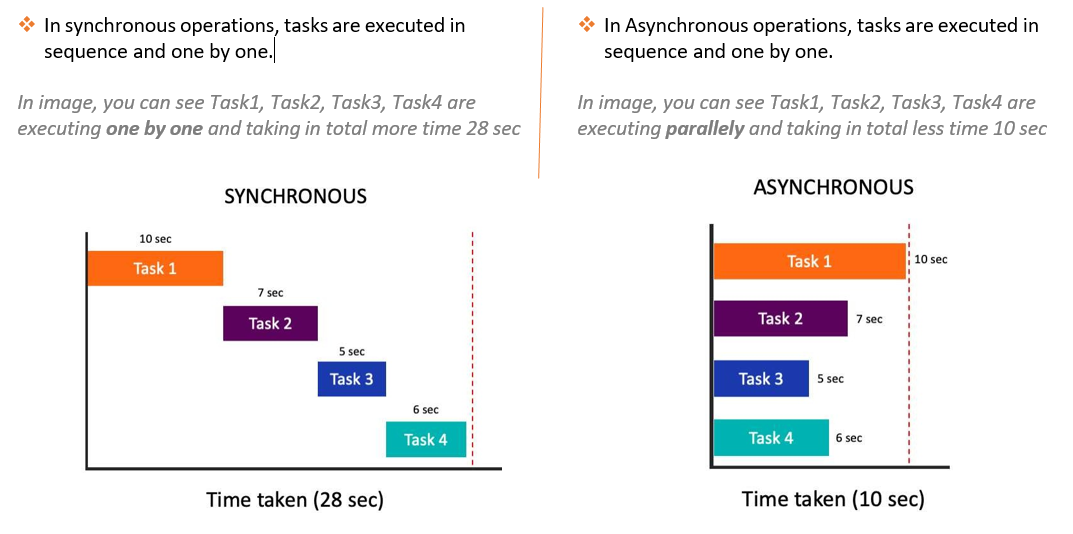 In synchronous operations, tasks are executed in
sequence and one by one.
In image, you can see Task1, Task2, Task3, Task4 are
executing one by one and taking in total more time 28 sec
SYNCHRONOUS
10 sec
Task 1
7 sec
Task 2
5 sec
Task 3
6 sec
Task 4
Time taken (28 sec)
In Asynchronous operations, tasks are executed in
sequence and one by one.
In image, you can see Task1, Task2, Task3, Task4 are
executing parallely and taking in total less time 10 sec
ASYNCHRONOUS
Task 1
10 sec
Task 2
7 sec
Task 3
5 sec
Task 4
6 sec
Time taken (10 sec)